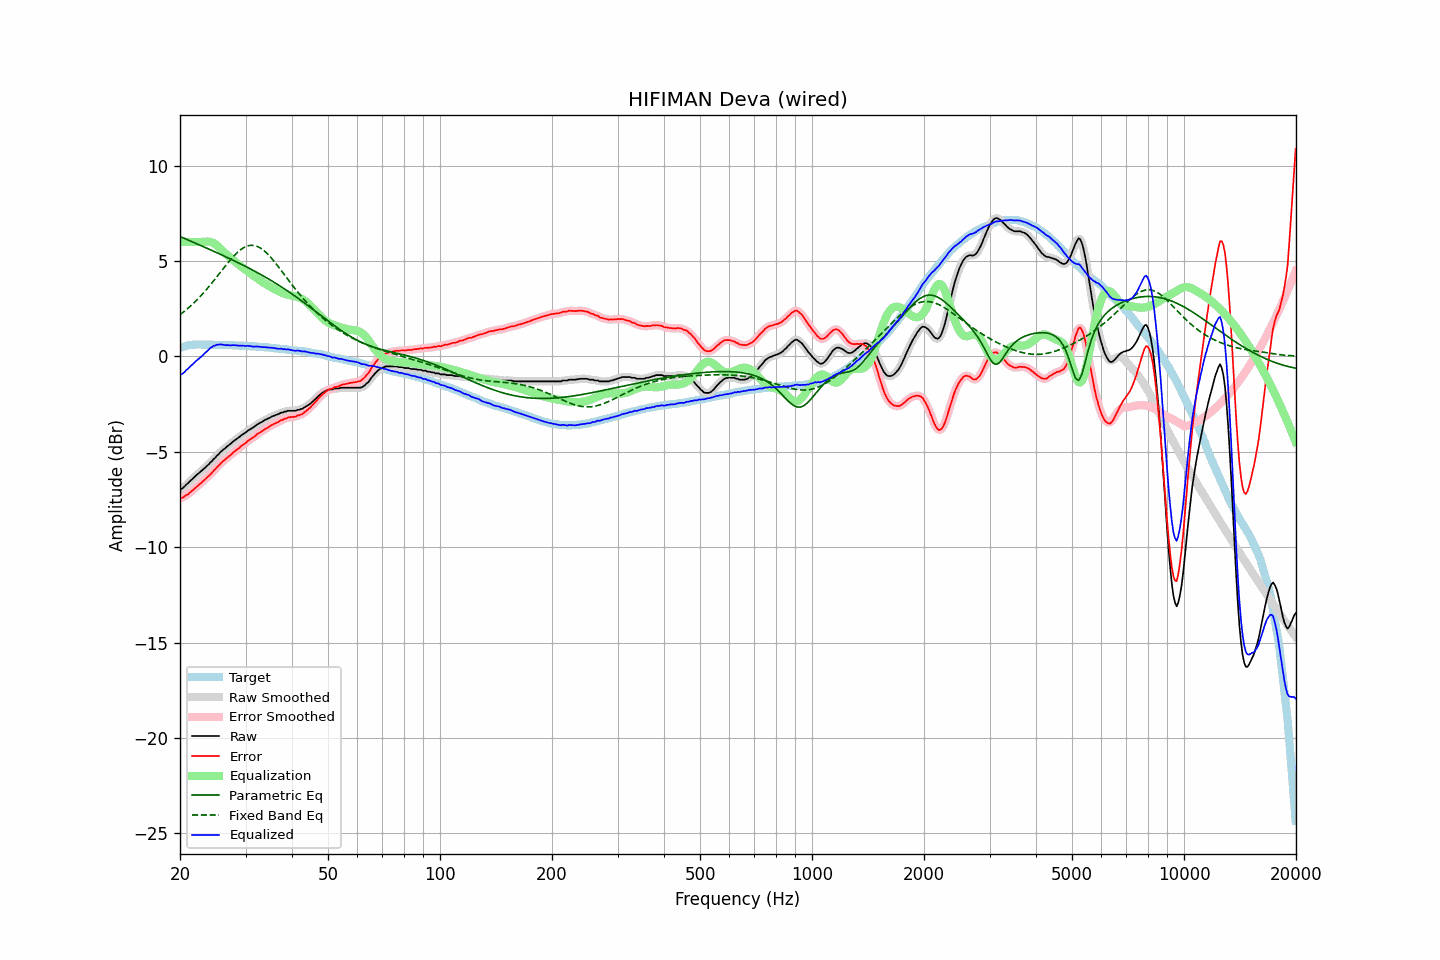 HIFIMAN Deva (wired)
Amplitude (dBr)
10
5
0
−5
−10
−15
−20
−25
Target
Raw Smoothed
Error Smoothed
Raw
Error
Equalization
Parametric Eq
Fixed Band Eq
Equalized
20 50 100 200 500 1000 2000 5000 10000 20000
Frequency (Hz)